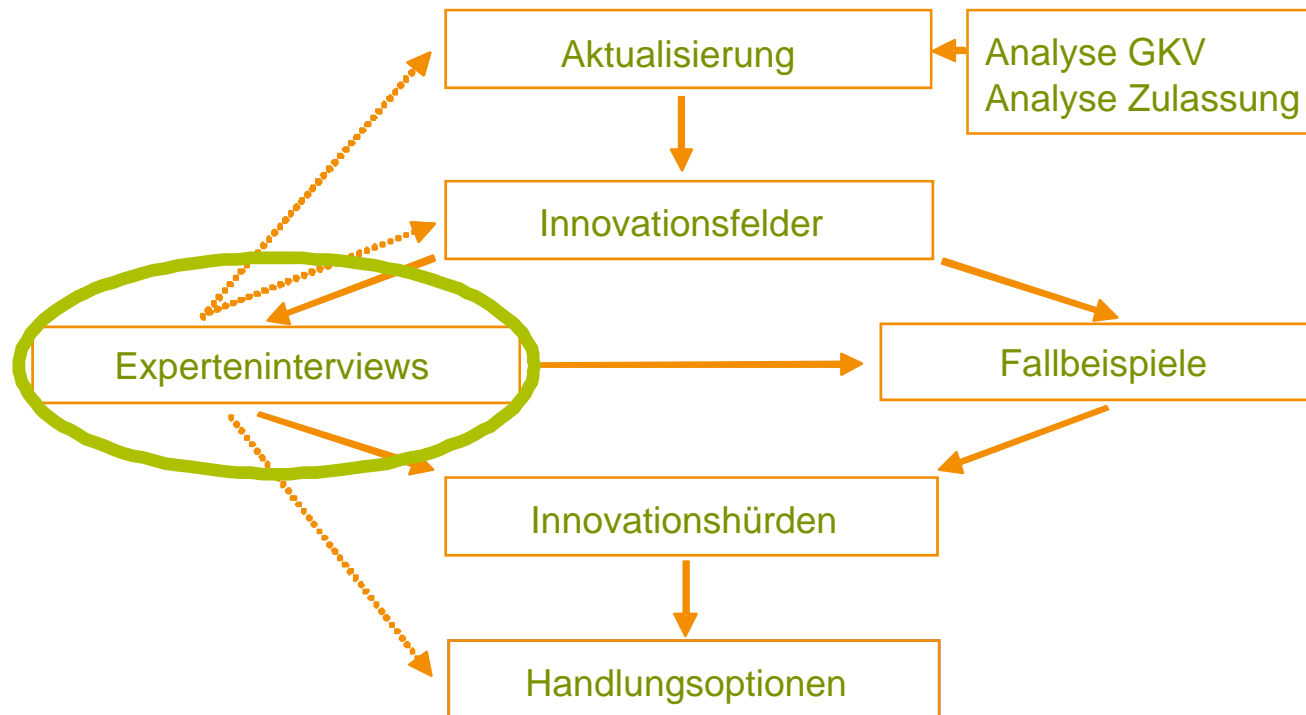 Aktualisierung
Analyse GKV
Analyse Zulassung
Innovationsfelder
Experteninterviews
Fallbeispiele
Innovationshürden
Handlungsoptionen